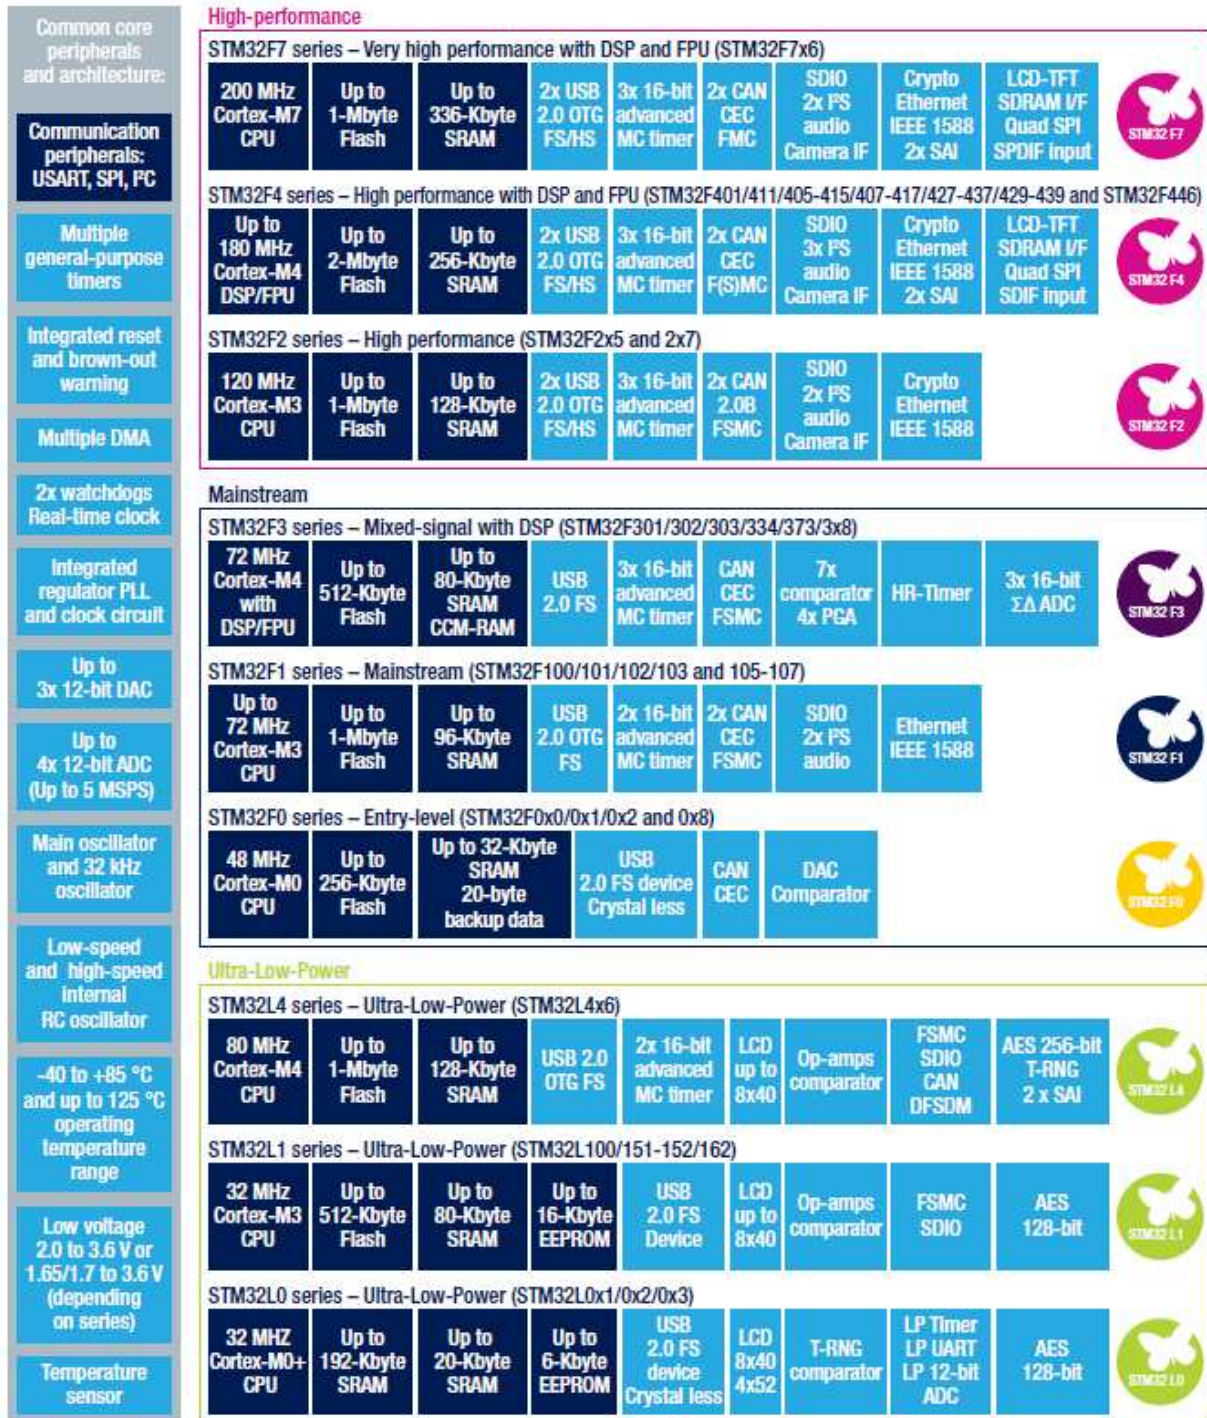 Common core
peripherals
and architecture:
Communication
peripherals:
USART, SPI, I²C
Multiple
general-purpose
timers
Integrated reset
and brown-out
warning
Multiple DMA
2x watchdogs
Real-time clock
Integrated
regulator PLL
and clock circuit
Up to
3x 12-bit DAC
Up to
4x 12-bit ADC
(Up to 5 MSPS)
Main oscillator
and 32 kHz
oscillator
Low-speed
and high-speed
internal
RC oscillator
-40 to +85 °C
and up to 125 °C
operating
temperature
range
Low voltage
2.0 to 3.6 V or
1.65/1.7 to 3.6 V
(depending
on series)
Temperature
sensor
High-performance
STM32F7 series – Very high performance with DSP and FPU (STM32F7x6)
200 MHz
Cortex-M7
CPU
Up to
1-Mbyte
Flash
Up to
336-Kbyte
SRAM
2x USB
2.0 OTG
FS/HS
3x 16-bit
advanced
MC timer
2x CAN
CEC
FMC
SDIO
2x I²S
audio
Camera IF
Crypto
Ethernet
IEEE 1588
2x SAI
LCD-TFT
SDRAM I/F
Quad SPI
SPDIF input
STM32 F7
STM32F4 series – High performance with DSP and FPU (STM32F401/411/405-415/407-417/427-437/429-439 and STM32F446)
Up to
180 MHz
Cortex-M4
DSP/FPU
Up to
2-Mbyte
Flash
Up to
256-Kbyte
SRAM
2x USB
2.0 OTG
FS/HS
3x 16-bit
advanced
MC timer
2x CAN
CEC
F(S)MC
SDIO
3x I²S
audio
Camera IF
Crypto
Ethernet
IEEE 1588
2x SAI
LCD-TFT
SDRAM I/F
Quad SPI
SDIF input
STM32 F4
STM32F2 series – High performance (STM32F2x5 and 2x7)
120 MHz
Cortex-M3
CPU
Up to
1-Mbyte
Flash
Up to
128-Kbyte
SRAM
2x USB
2.0 OTG
FS/HS
3x 16-bit
advanced
MC timer
2x CAN
2.0B
FSMC
SDIO
2x I²S
audio
Camera IF
Crypto
Ethernet
IEEE 1588
STM32 F2
Mainstream
STM32F3 series – Mixed-signal with DSP (STM32F301/302/303/334/373/3x8)
72 MHz
Cortex-M4
with
DSP/FPU
Up to
512-Kbyte
Flash
Up to
80-Kbyte
SRAM
CCM-RAM
USB
2.0 FS
3x 16-bit
advanced
MC timer
CAN
CEC
FSMC
7x
comparator
4x PGA
HR-Timer
3x 16-bit
ΣΔ ADC
STM32 F3
STM32F1 series – Mainstream (STM32F100/101/102/103 and 105-107)
Up to
72 MHz
Cortex-M3
CPU
Up to
1-Mbyte
Flash
Up to
96-Kbyte
SRAM
USB
2.0 OTG
FS
2x 16-bit
advanced
MC timer
2x CAN
CEC
FSMC
SDIO
2x I²S
audio
Ethernet
IEEE 1588
STM32 F1
STM32F0 series – Entry-level (STM32F0x0/0x1/0x2 and 0x8)
48 MHz
Cortex-M0
CPU
Up to
256-Kbyte
Flash
Up to 32-Kbyte
SRAM
20-byte
backup data
USB
2.0 FS device
Crystal less
CAN
CEC
DAC
Comparator
STM32 F0
Ultra-Low-Power
STM32L4 series – Ultra-Low-Power (STM32L4x6)
80 MHz
Cortex-M4
CPU
Up to
1-Mbyte
Flash
Up to
128-Kbyte
SRAM
USB 2.0
OTG FS
2x 16-bit
advanced
MC timer
LCD
up to
8x40
Op-amps
comparator
FSMC
SDIO
CAN
DFSDM
AES 256-bit
T-RNG
2 x SAI
STM32 L4
STM32L1 series – Ultra-Low-Power (STM32L100/151-152/162)
32 MHz
Cortex-M3
CPU
Up to
512-Kbyte
Flash
Up to
80-Kbyte
SRAM
Up to
16-Kbyte
EEPROM
USB
2.0 FS
Device
LCD
up to
8x40
Op-amps
comparator
FSMC
SDIO
AES
128-bit
STM32 L1
STM32L0 series – Ultra-Low-Power (STM32L0x1/0x2/0x3)
32 MHZ
Cortex-M0+
CPU
Up to
192-Kbyte
SRAM
Up to
20-Kbyte
SRAM
Up to
6-Kbyte
EEPROM
USB
2.0 FS
device
Crystal less
LCD
8x40
4x52
T-RNG
comparator
LP Timer
LP UART
LP 12-bit
ADC
AES
128-bit
STM32 L0